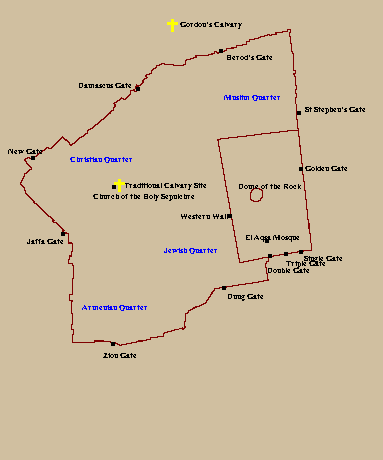 Gordon's Calvary
Herod's Gate
Damascus Gate
Muslim Quarter
St Stephen's Gate
New Gate
Christian Quarter
Golden Gate
Traditional Calvary Site
Dome of the Rock
Church of the Holy Sepulchre
Western Wall
El Aqsa Mosque
Jaffa Gate
Jewish Quarter
Single Gate
Triple Gate
Double Gate
Dung Gate
Armenian Quarter
Zion Gate